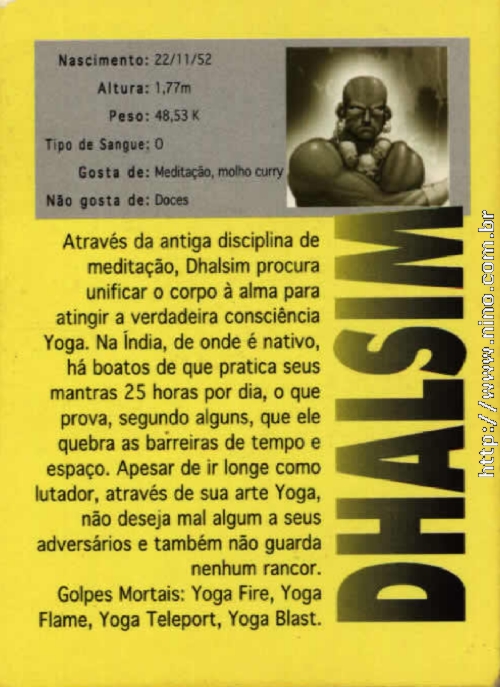 Nascimento: 22/11/52
Altura: 1,77m
Peso: 48,53 K
Tipo de Sangue: O
Gosta de: Meditação, molho curry
Não gosta de: Doces
Através da antiga disciplina de
meditação, Dhalsim procura
unificar o corpo à alma para
atingir a verdadeira consciência
Yoga. Na Índia, de onde é nativo,
há boatos de que pratica seus
mantras 25 horas por dia, o que
prova, segundo alguns, que ele
quebra as barreiras de tempo e
espaço. Apesar de ir longe como
lutador, através de sua arte Yoga,
não deseja mal algum a seus
adversários e também não guarda
nenhum rancor.
Golpes Mortais: Yoga Fire, Yoga
Flame, Yoga Teleport, Yoga Blast.
DHALSIM
http://www.nino.com.br